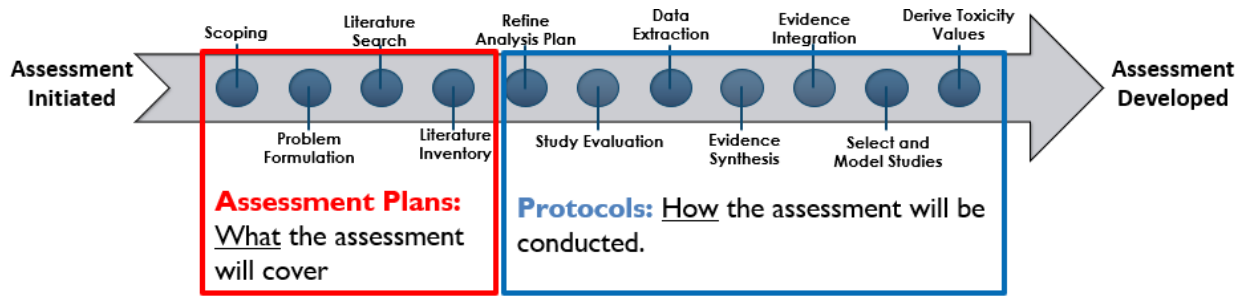 Assessment
Initiated
Scoping
Problem
Formulation
Literature
Search
Literature
Inventory
Refine
Analysis Plan
Study Evaluation
Data
Extraction
Evidence
Synthesis
Evidence
Integration
Select and
Model Studies
Derive Toxicity
Values
Assessment
Developed
Assessment Plans:
What the assessment
will cover
Protocols: How the assessment will be
conducted.